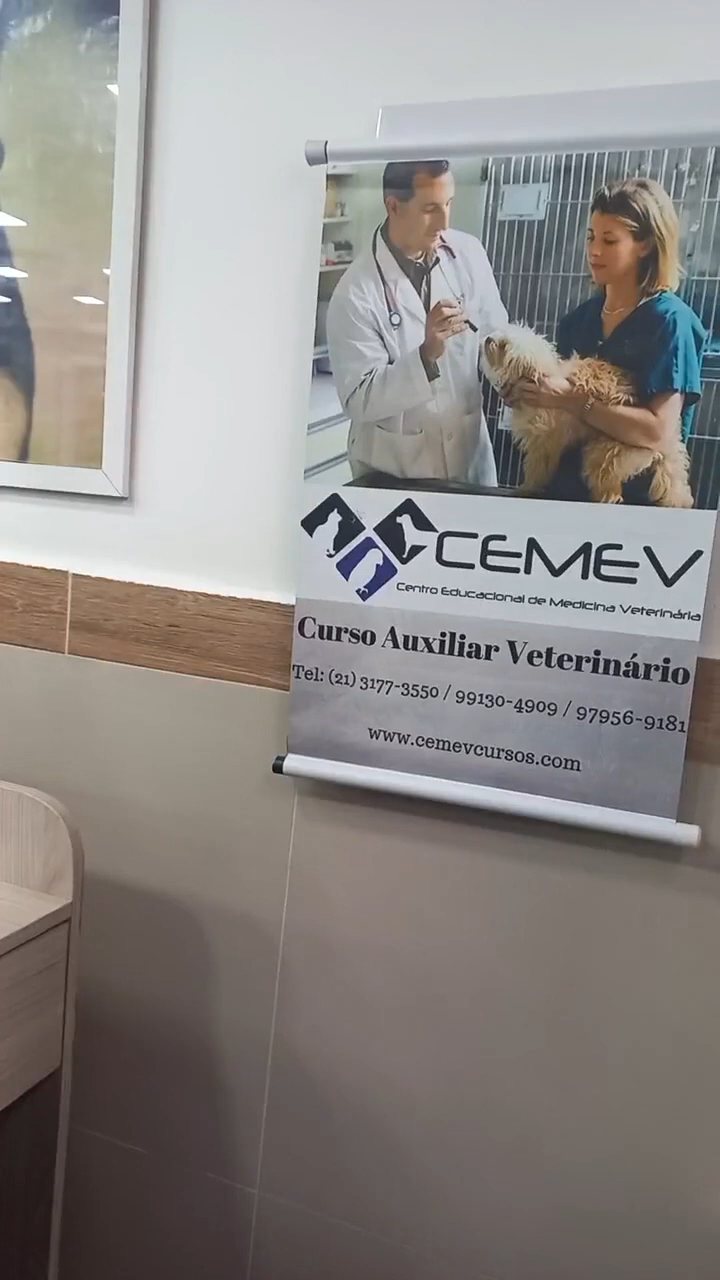 CEMEV
Centro Educacional de Medicina Veterinária
Curso Auxiliar Veterinário
Tel: (21) 3177-3550 / 99130-4909 / 97956-9181
www.cemevcursos.com